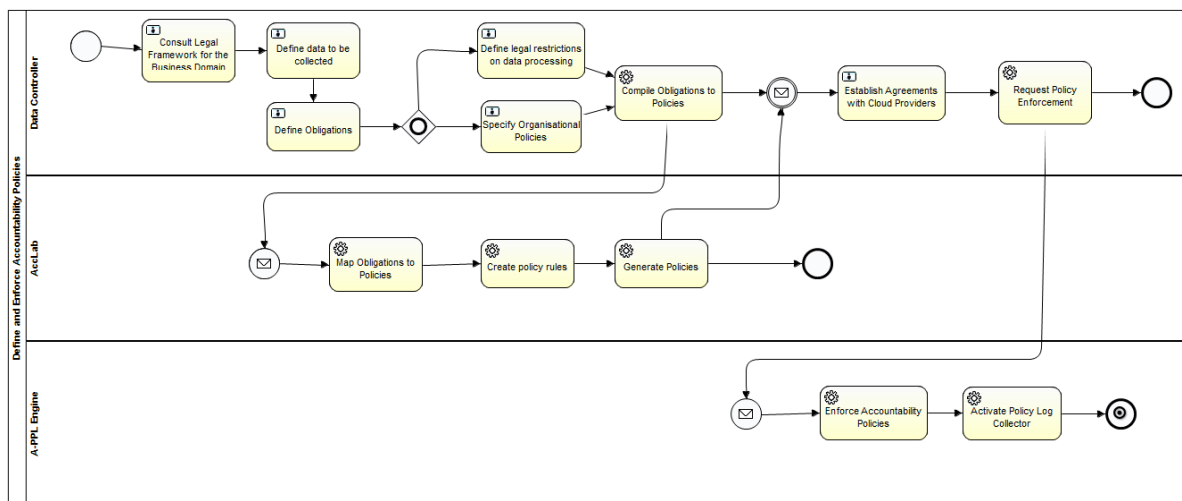 Define and Enforce Accountability Policies
Data Controller
Consult Legal
Framework for the
Business Domain
Define data to be
collected
Define Obligations
Define legal restrictions
on data processing
Specify Organisational
Policies
Compile Obligations to
Policies
Establish Agreements
with Cloud Providers
Request Policy
Enforcement
AccLab
Map Obligations to
Policies
Create policy rules
Generate Policies
A-PPL Engine
Enforce Accountability
Policies
Activate Policy Log
Collector